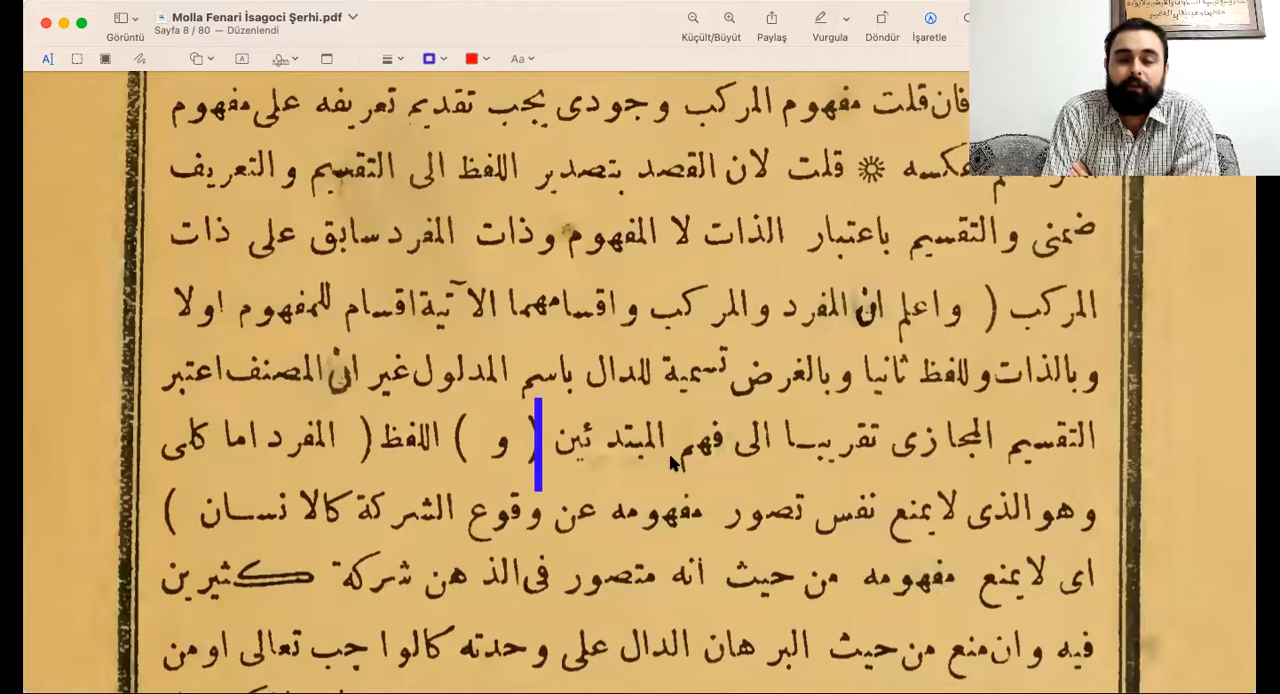 Molla Fenari İsagoci Şerhi.pdf
Sayfa 8 / 80 — Düzenlendi
Görüntü
Küçült/Büyüt
Paylaş
Vurgula
Döndür
İşaretle
Aa
فان قلت مفهوم المركب وجودى يجب تقديم تعريفه على مفهوم
عكسه ۞ قلت لان القصد بتصدير اللفظ الى التقسيم والتعريف
ضمنى والتقسيم باعتبار الذات لا المفهوم وذات المفرد سابق على ذات
المركب ( واعلم ان المفرد والمركب واقسامهما الآتية اقسام للمفهوم اولا
وبالذات وللفظ ثانيا وبالغرض تسمية للدال باسم المدلول غير ان المصنف اعتبر
التقسيم المجازى تقريبا الى فهم المبتدئين ( و ) اللفظ ( المفرد اما كلى
وهو الذى لا يمنع نفس تصور مفهومه عن وقوع الشركة كالانسان )
اى لا يمنع مفهومه من حيث انه متصور فى الذهن شركة كثيرين
فيه وان منع من حيث البرهان الدال على وحدته كالواجب تعالى او من